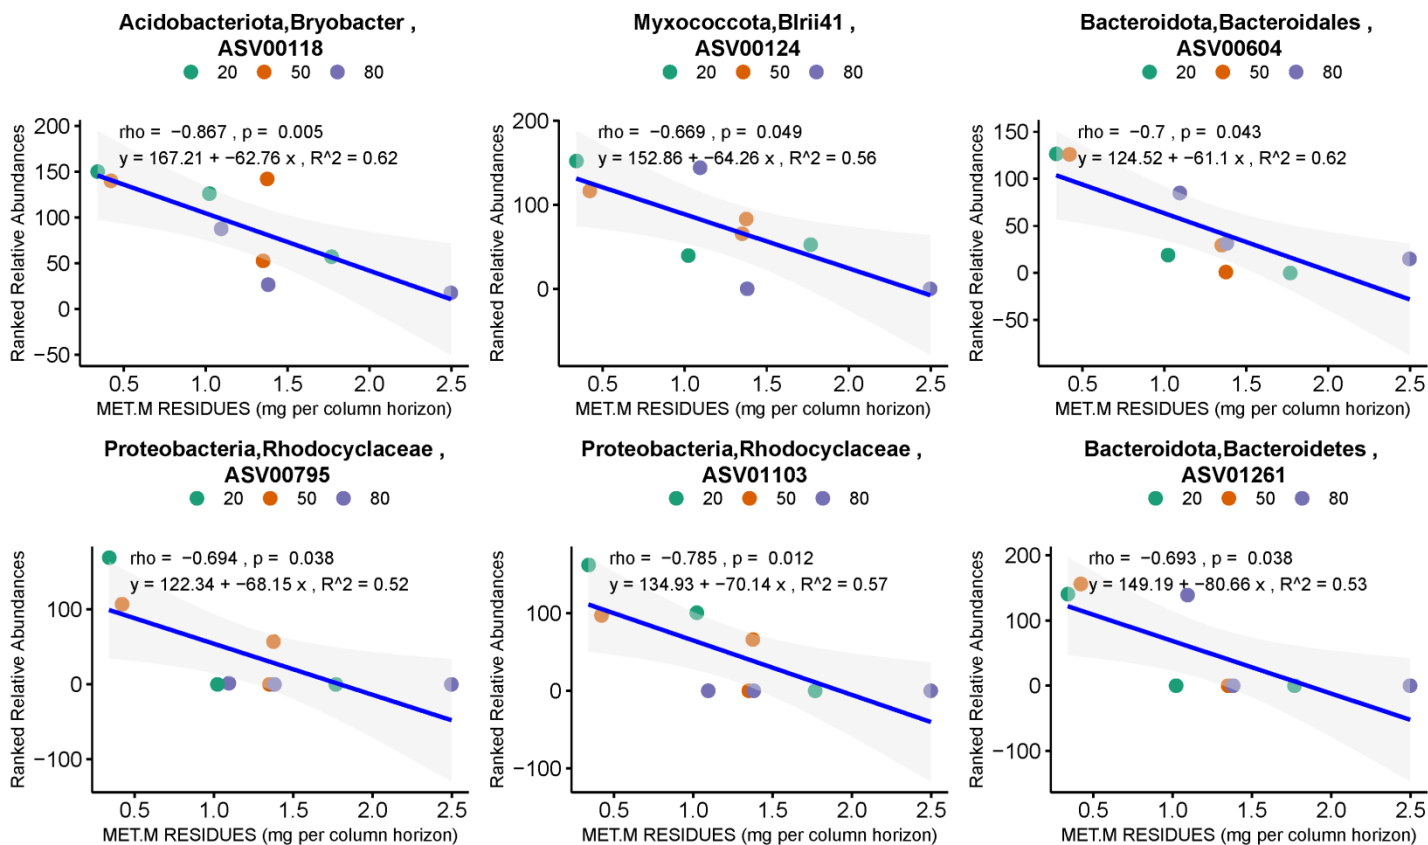 Acidobacteriota,Bryobacter ,
ASV00118
20 50 80
Ranked Relative Abundances
200
150
100
50
0
−50
rho = −0.867 , p = 0.005
y = 167.21 + −62.76 x , R^2 = 0.62
0.5 1.0 1.5 2.0 2.5
MET.M RESIDUES (mg per column horizon)
Myxococcota,Blrii41 ,
ASV00124
20 50 80
Ranked Relative Abundances
200
100
0
rho = −0.669 , p = 0.049
y = 152.86 + −64.26 x , R^2 = 0.56
0.5 1.0 1.5 2.0 2.5
MET.M RESIDUES (mg per column horizon)
Bacteroidota,Bacteroidales ,
ASV00604
20 50 80
Ranked Relative Abundances
150
100
50
0
−50
rho = −0.7 , p = 0.043
y = 124.52 + −61.1 x , R^2 = 0.62
0.5 1.0 1.5 2.0 2.5
MET.M RESIDUES (mg per column horizon)
Proteobacteria,Rhodocyclaceae ,
ASV00795
20 50 80
Ranked Relative Abundances
100
0
−100
rho = −0.694 , p = 0.038
y = 122.34 + −68.15 x , R^2 = 0.52
0.5 1.0 1.5 2.0 2.5
MET.M RESIDUES (mg per column horizon)
Proteobacteria,Rhodocyclaceae ,
ASV01103
20 50 80
Ranked Relative Abundances
100
0
−100
rho = −0.785 , p = 0.012
y = 134.93 + −70.14 x , R^2 = 0.57
0.5 1.0 1.5 2.0 2.5
MET.M RESIDUES (mg per column horizon)
Bacteroidota,Bacteroidetes ,
ASV01261
20 50 80
Ranked Relative Abundances
200
100
0
−100
rho = −0.693 , p = 0.038
y = 149.19 + −80.66 x , R^2 = 0.53
0.5 1.0 1.5 2.0 2.5
MET.M RESIDUES (mg per column horizon)